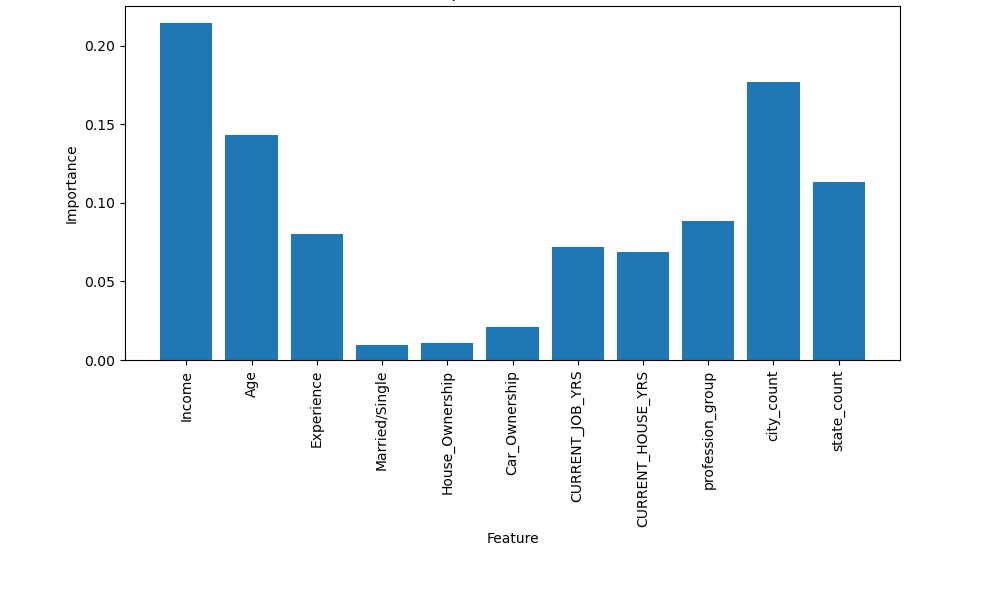 0.20
0.15
0.10
0.05
0.00
Importance
Income
Age
Experience
Married/Single
House_Ownership
Car_Ownership
CURRENT_JOB_YRS
CURRENT_HOUSE_YRS
profession_group
city_count
state_count
Feature